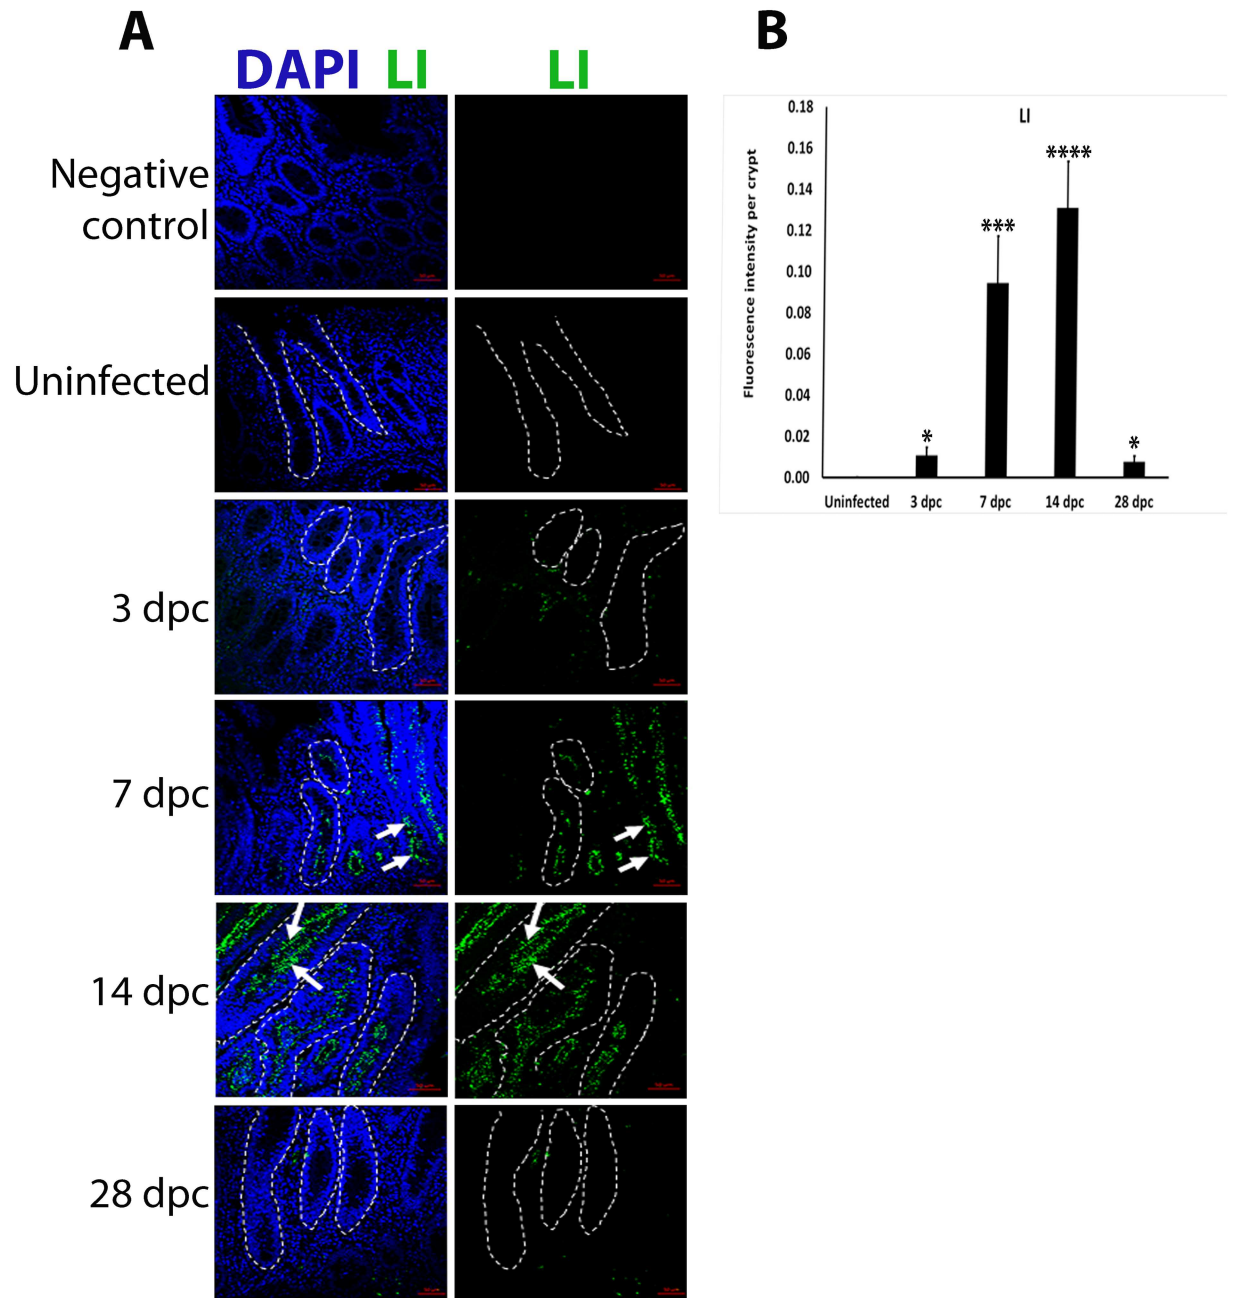 A
DAPI LI
LI
Negative
control
Uninfected
3 dpc
7 dpc
14 dpc
28 dpc
B
LI
Fluorescence intensity per crypt
0.18
0.16
0.14
0.12
0.10
0.08
0.06
0.04
0.02
0.00
*
***
****
*
Uninfected 3 dpc 7 dpc 14 dpc 28 dpc